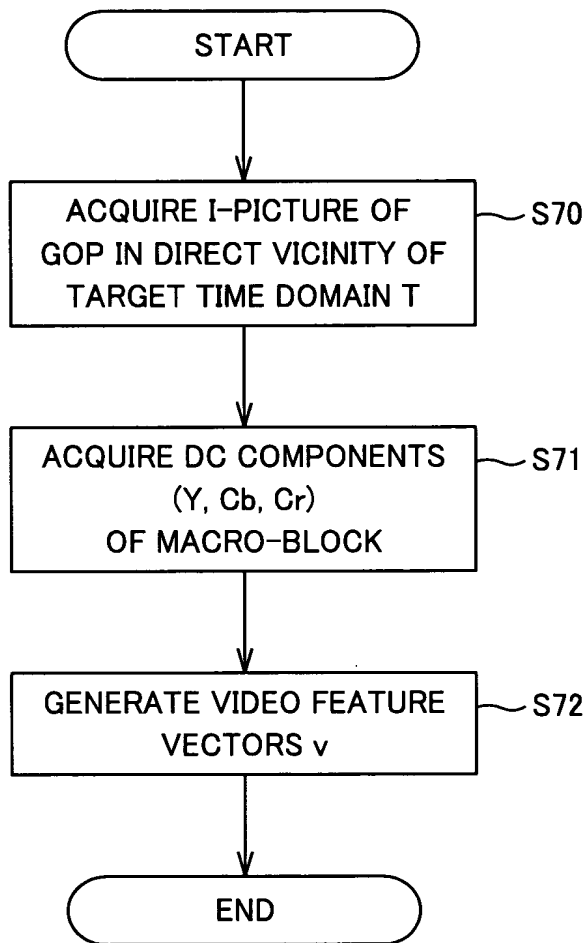 START
ACQUIRE I-PICTURE OF
GOP IN DIRECT VICINITY OF
TARGET TIME DOMAIN T
S70
ACQUIRE DC COMPONENTS
(Y, Cb, Cr)
OF MACRO-BLOCK
S71
GENERATE VIDEO FEATURE
VECTORS v
S72
END